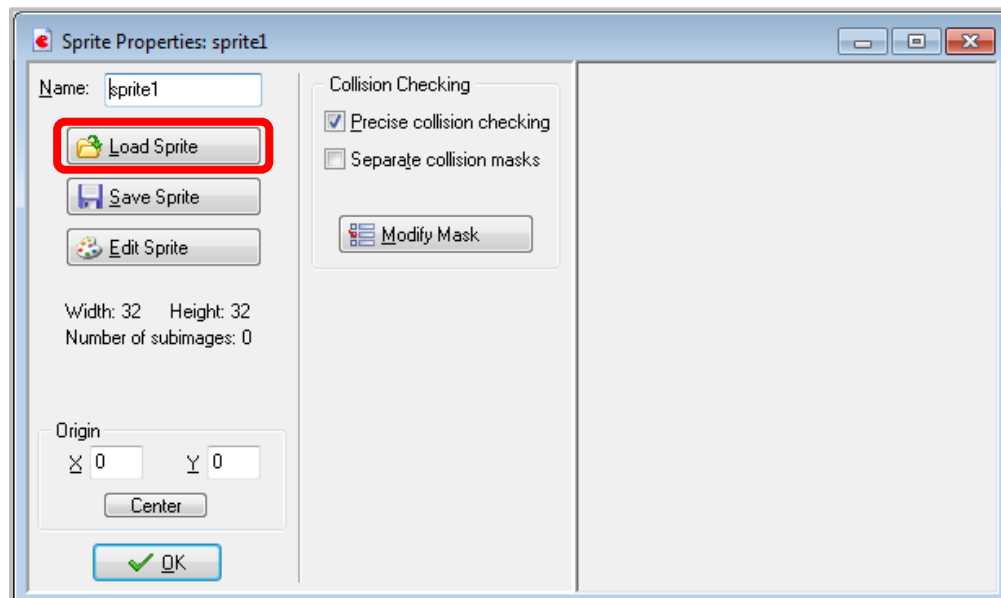 Sprite Properties: sprite1
Name: sprite1
Load Sprite
Save Sprite
Edit Sprite
Width: 32 Height: 32
Number of subimages: 0
Origin
X 0 Y 0
Center
OK
Collision Checking
Precise collision checking
Separate collision masks
Modify Mask